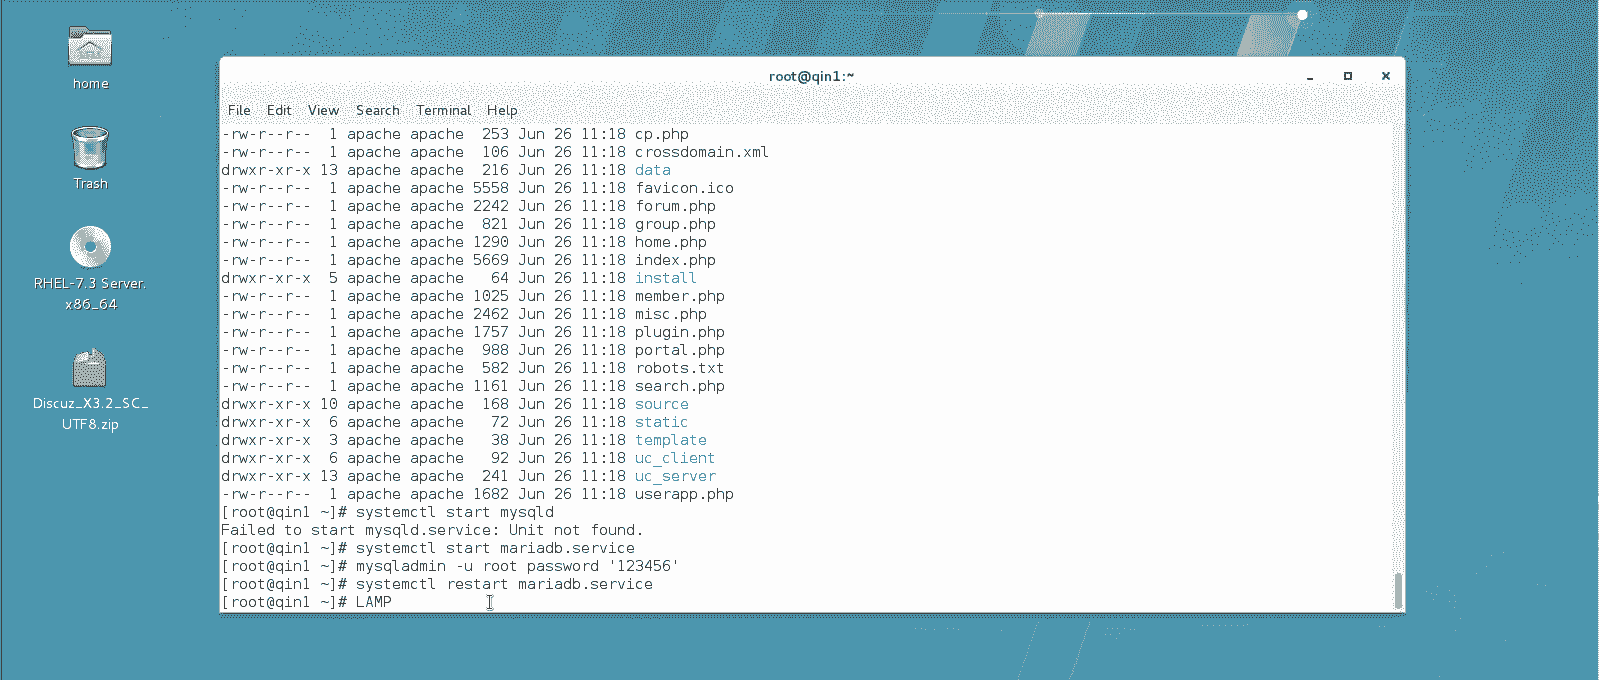 home
Trash
RHEL-7.3 Server.
x86_64
Discuz_X3.2_SC_
UTF8.zip
root@qin1:~
File Edit View Search Terminal Help
-rw-r--r-- 1 apache apache 253 Jun 26 11:18 cp.php
-rw-r--r-- 1 apache apache 106 Jun 26 11:18 crossdomain.xml
drwxr-xr-x 13 apache apache 216 Jun 26 11:18 data
-rw-r--r-- 1 apache apache 5558 Jun 26 11:18 favicon.ico
-rw-r--r-- 1 apache apache 2242 Jun 26 11:18 forum.php
-rw-r--r-- 1 apache apache 821 Jun 26 11:18 group.php
-rw-r--r-- 1 apache apache 1290 Jun 26 11:18 home.php
-rw-r--r-- 1 apache apache 5669 Jun 26 11:18 index.php
drwxr-xr-x 5 apache apache 64 Jun 26 11:18 install
-rw-r--r-- 1 apache apache 1025 Jun 26 11:18 member.php
-rw-r--r-- 1 apache apache 2462 Jun 26 11:18 misc.php
-rw-r--r-- 1 apache apache 1757 Jun 26 11:18 plugin.php
-rw-r--r-- 1 apache apache 988 Jun 26 11:18 portal.php
-rw-r--r-- 1 apache apache 582 Jun 26 11:18 robots.txt
-rw-r--r-- 1 apache apache 1161 Jun 26 11:18 search.php
drwxr-xr-x 10 apache apache 168 Jun 26 11:18 source
drwxr-xr-x 6 apache apache 72 Jun 26 11:18 static
drwxr-xr-x 3 apache apache 38 Jun 26 11:18 template
drwxr-xr-x 6 apache apache 92 Jun 26 11:18 uc_client
drwxr-xr-x 13 apache apache 241 Jun 26 11:18 uc_server
-rw-r--r-- 1 apache apache 1682 Jun 26 11:18 userapp.php
[root@qin1 ~]# systemctl start mysqld
Failed to start mysqld.service: Unit not found.
[root@qin1 ~]# systemctl start mariadb.service
[root@qin1 ~]# mysqladmin -u root password '123456'
[root@qin1 ~]# systemctl restart mariadb.service
[root@qin1 ~]# LAMP